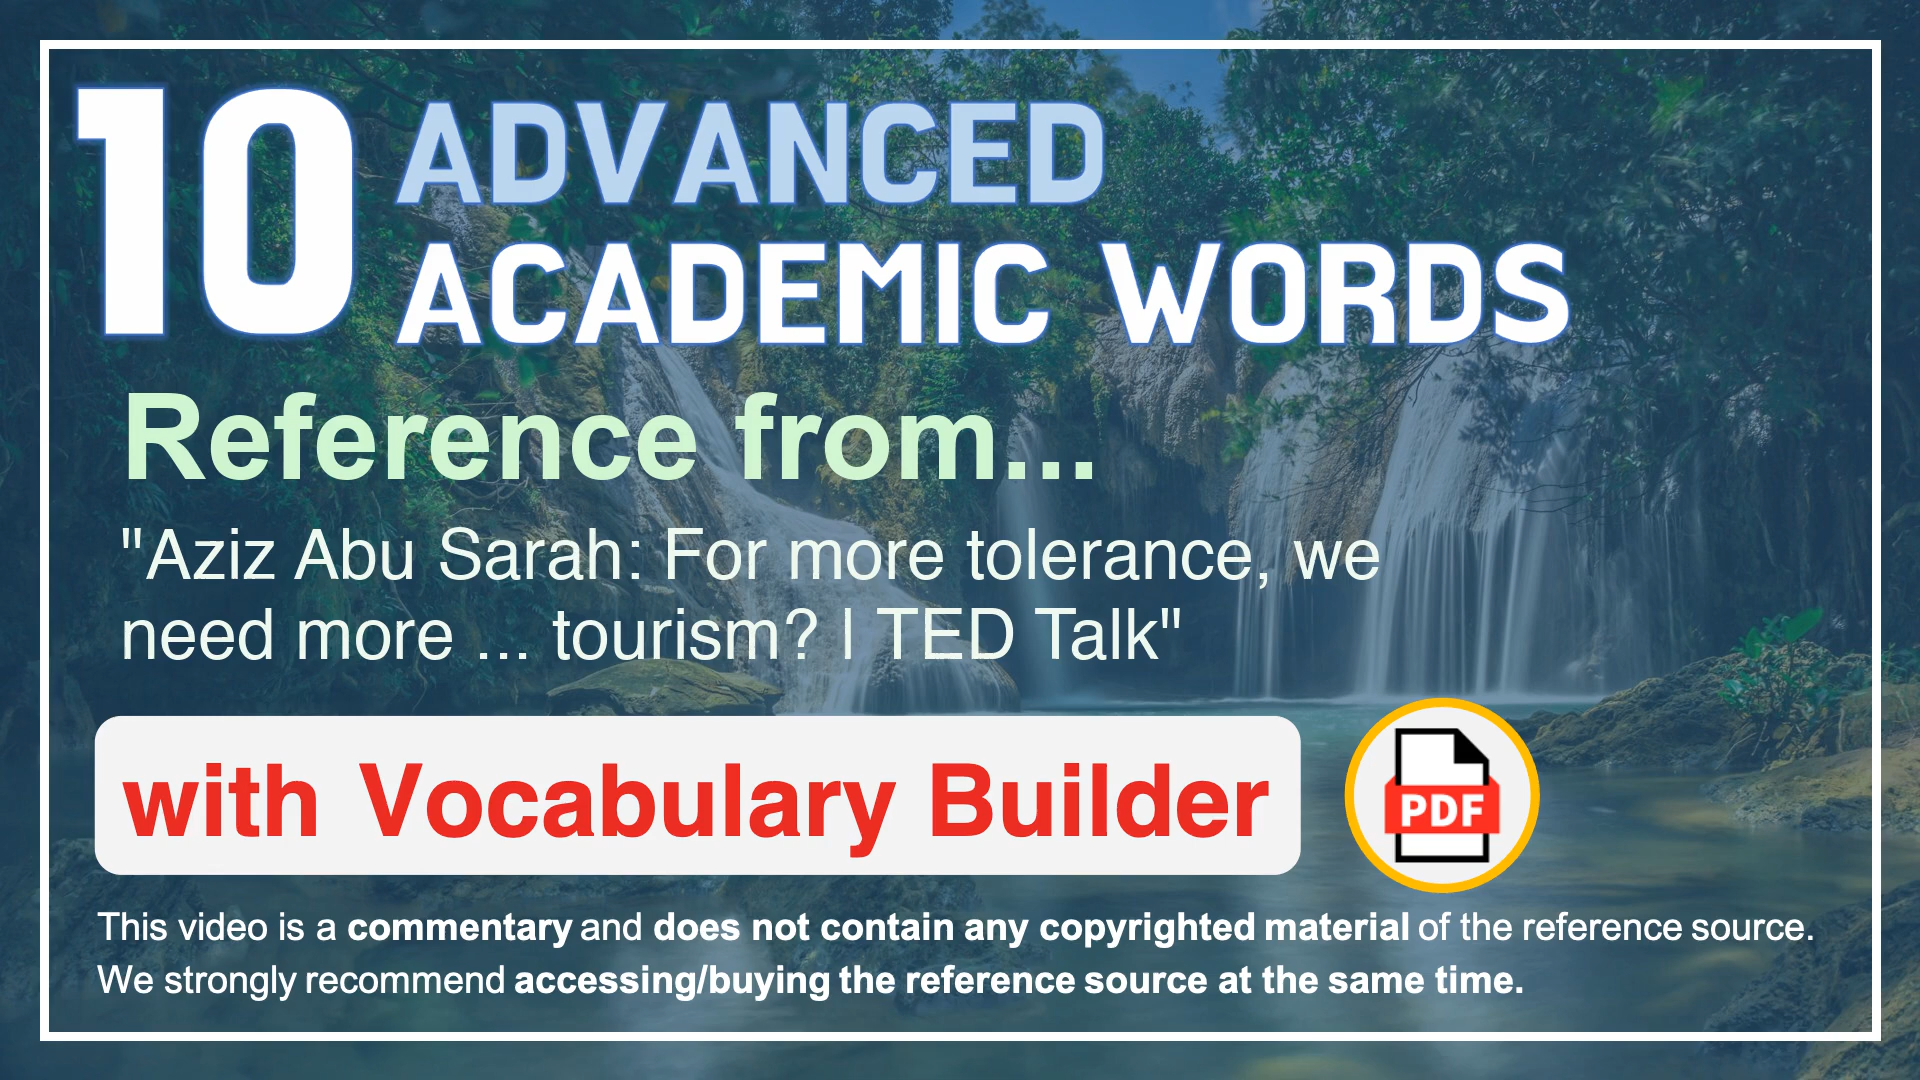 10 ADVANCED
ACADEMIC WORDS
Reference from...
"Aziz Abu Sarah: For more tolerance, we
need more ... tourism? | TED Talk"
with Vocabulary Builder
PDF
This video is a commentary and does not contain any copyrighted material of the reference source.
We strongly recommend accessing/buying the reference source at the same time.